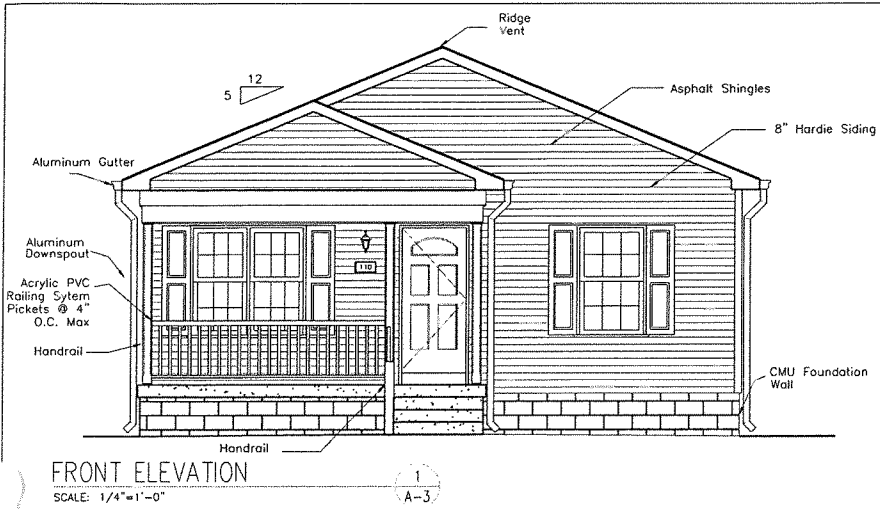 Ridge
Vent
12
5
Asphalt Shingles
8" Hardie Siding
Aluminum Gutter
Aluminum
Downspout
110
Acrylic PVC
Railing Sytem
Pickets @ 4"
O.C. Max
Handrail
CMU Foundation
Wall
Handrail
FRONT ELEVATION
SCALE: 1/4"=1'-0"
1
A-3